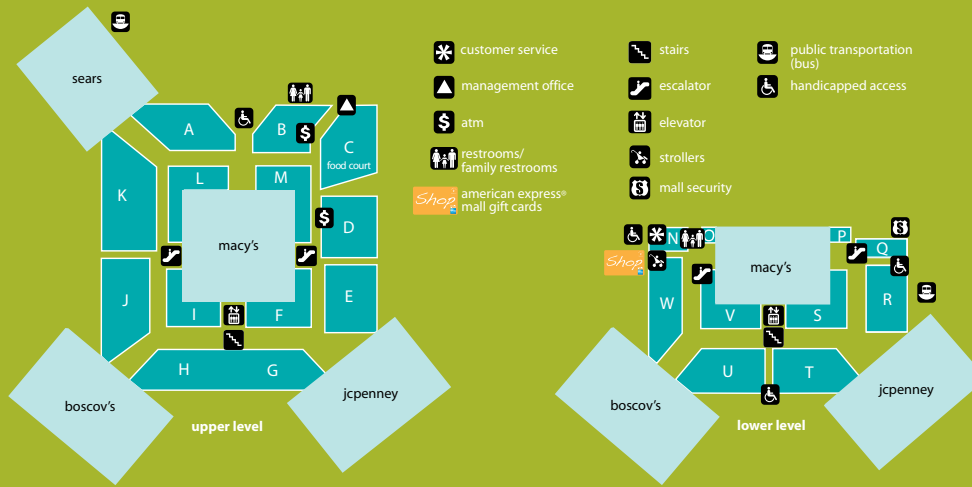 sears
A
B
$
C
food court
K
L
M
macy's
$
D
J
I
F
E
H
G
boscov's
jcpenney
upper level
customer service
management office
$
atm
restrooms/
family restrooms
Shop
american express®
mall gift cards
stairs
escalator
elevator
strollers
S
mall security
public transportation
(bus)
handicapped access
N
O
P
S
Q
Shop
macy's
W
V
S
R
U
T
boscov's
jcpenney
lower level